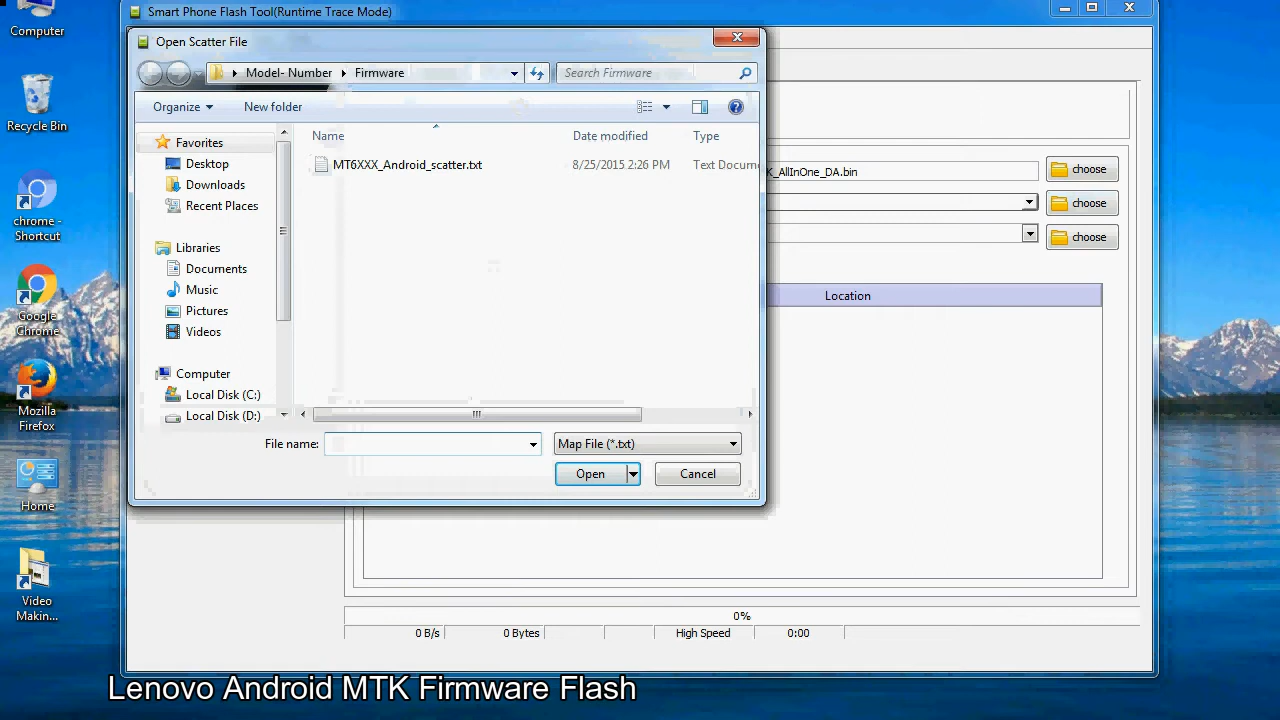 Computer
Recycle Bin
chrome -
Shortcut
Google
Chrome
Mozilla
Firefox
Home
Video
Makin...
Smart Phone Flash Tool(Runtime Trace Mode)
Open Scatter File
Model- Number
Firmware
Search Firmware
Organize
New folder
Favorites
Desktop
Downloads
Recent Places
Libraries
Documents
Music
Pictures
Videos
Computer
Local Disk (C:)
Local Disk (D:)
Name
Date modified
Type
MT6XXX_Android_scatter.txt
8/25/2015 2:26 PM
Text Docum
File name:
Map File (*.txt)
Open
Cancel
K_AllInOne_DA.bin
choose
choose
choose
Location
0%
0 B/s
0 Bytes
High Speed
0:00
Lenovo Android MTK Firmware Flash